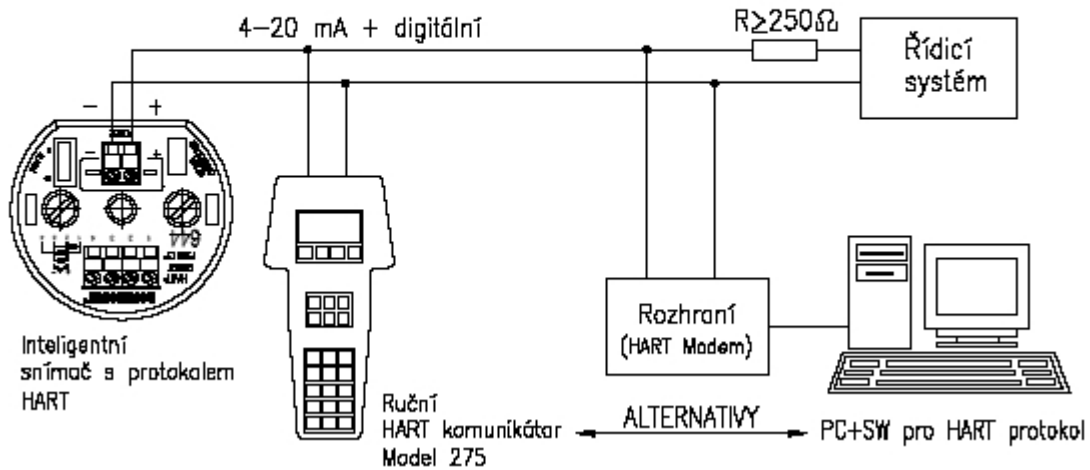 4-20 mA + digitální
R≥250Ω
Řídicí
systém
- +
- +
644
Inteligentní
snímač s protokolem
HART
Ruční
HART komunikátor
Model 275
Rozhraní
(HART Modem)
ALTERNATIVY
PC+SW pro HART protokol